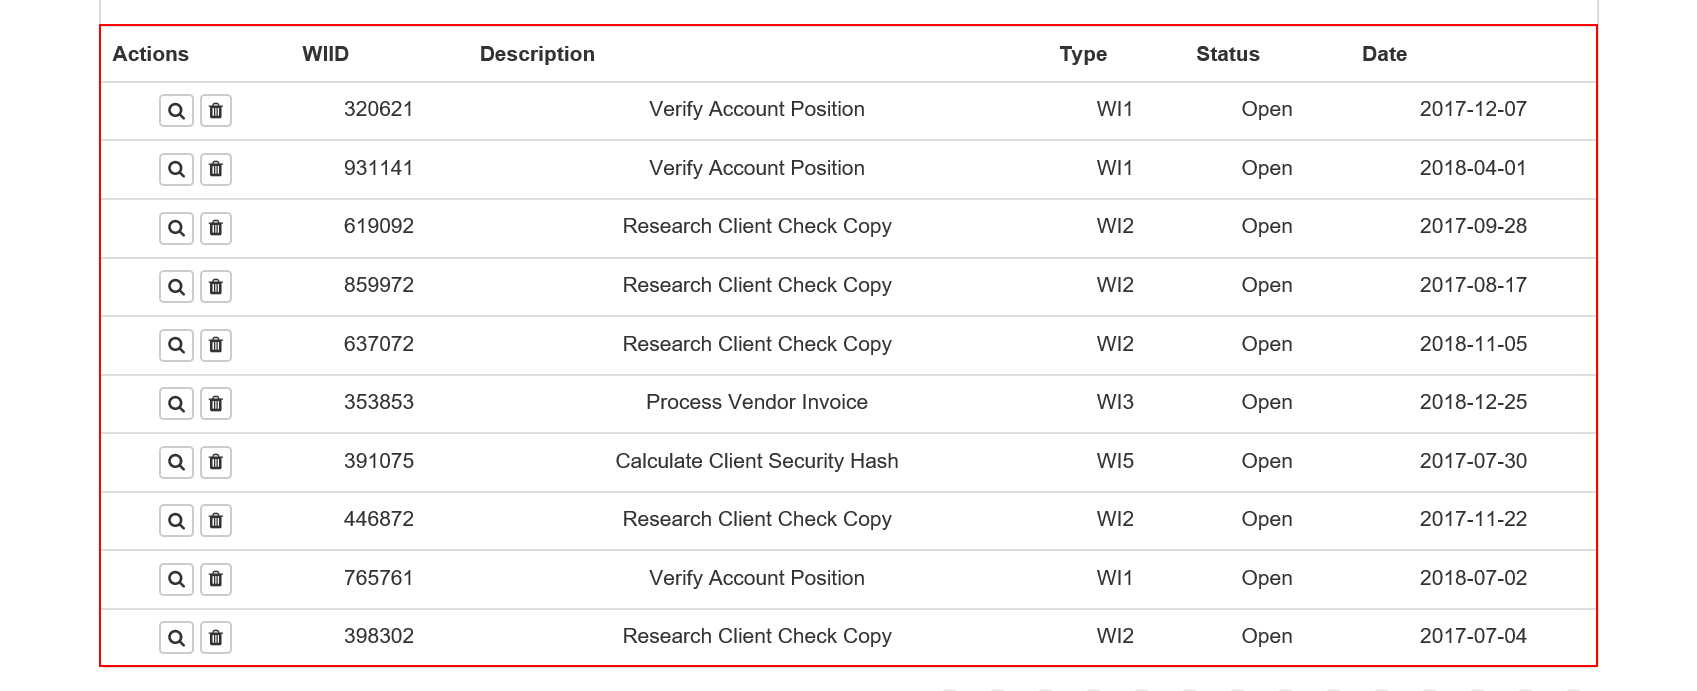 Actions WIID Description Type Status Date
320621 Verify Account Position WI1 Open 2017-12-07
931141 Verify Account Position WI1 Open 2018-04-01
619092 Research Client Check Copy WI2 Open 2017-09-28
859972 Research Client Check Copy WI2 Open 2017-08-17
637072 Research Client Check Copy WI2 Open 2018-11-05
353853 Process Vendor Invoice WI3 Open 2018-12-25
391075 Calculate Client Security Hash WI5 Open 2017-07-30
446872 Research Client Check Copy WI2 Open 2017-11-22
765761 Verify Account Position WI1 Open 2018-07-02
398302 Research Client Check Copy WI2 Open 2017-07-04